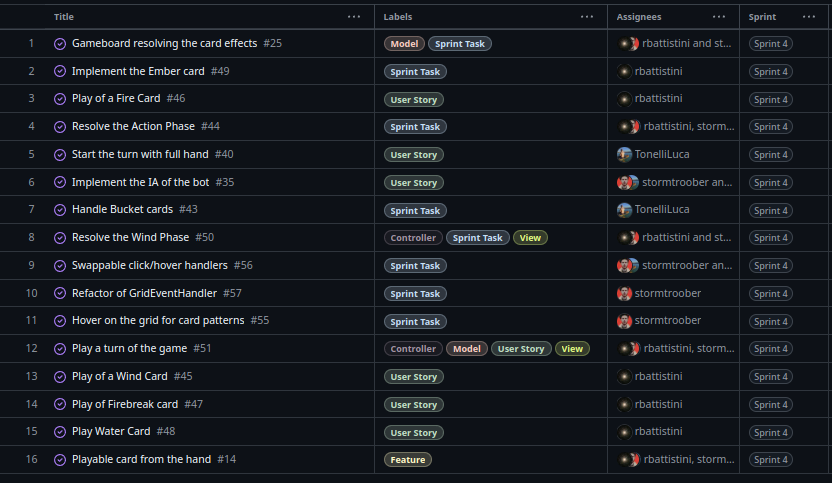 Title ... Labels ... Assignees ... Sprint ...
1 Gameboard resolving the card effects #25 Model Sprint Task rbattistini and st... Sprint 4
2 Implement the Ember card #49 Sprint Task rbattistini Sprint 4
3 Play of a Fire Card #46 User Story rbattistini Sprint 4
4 Resolve the Action Phase #44 Sprint Task rbattistini, storm... Sprint 4
5 Start the turn with full hand #40 User Story TonelliLuca Sprint 4
6 Implement the IA of the bot #35 User Story stormtroober an... Sprint 4
7 Handle Bucket cards #43 Sprint Task TonelliLuca Sprint 4
8 Resolve the Wind Phase #50 Controller Sprint Task View rbattistini and st... Sprint 4
9 Swappable click/hover handlers #56 Sprint Task stormtroober an... Sprint 4
10 Refactor of GridEventHandler #57 Sprint Task stormtroober Sprint 4
11 Hover on the grid for card patterns #55 Sprint Task stormtroober Sprint 4
12 Play a turn of the game #51 Controller Model User Story View rbattistini, storm... Sprint 4
13 Play of a Wind Card #45 User Story rbattistini Sprint 4
14 Play of Firebreak card #47 User Story rbattistini Sprint 4
15 Play Water Card #48 User Story rbattistini Sprint 4
16 Playable card from the hand #14 Feature rbattistini, storm... Sprint 4